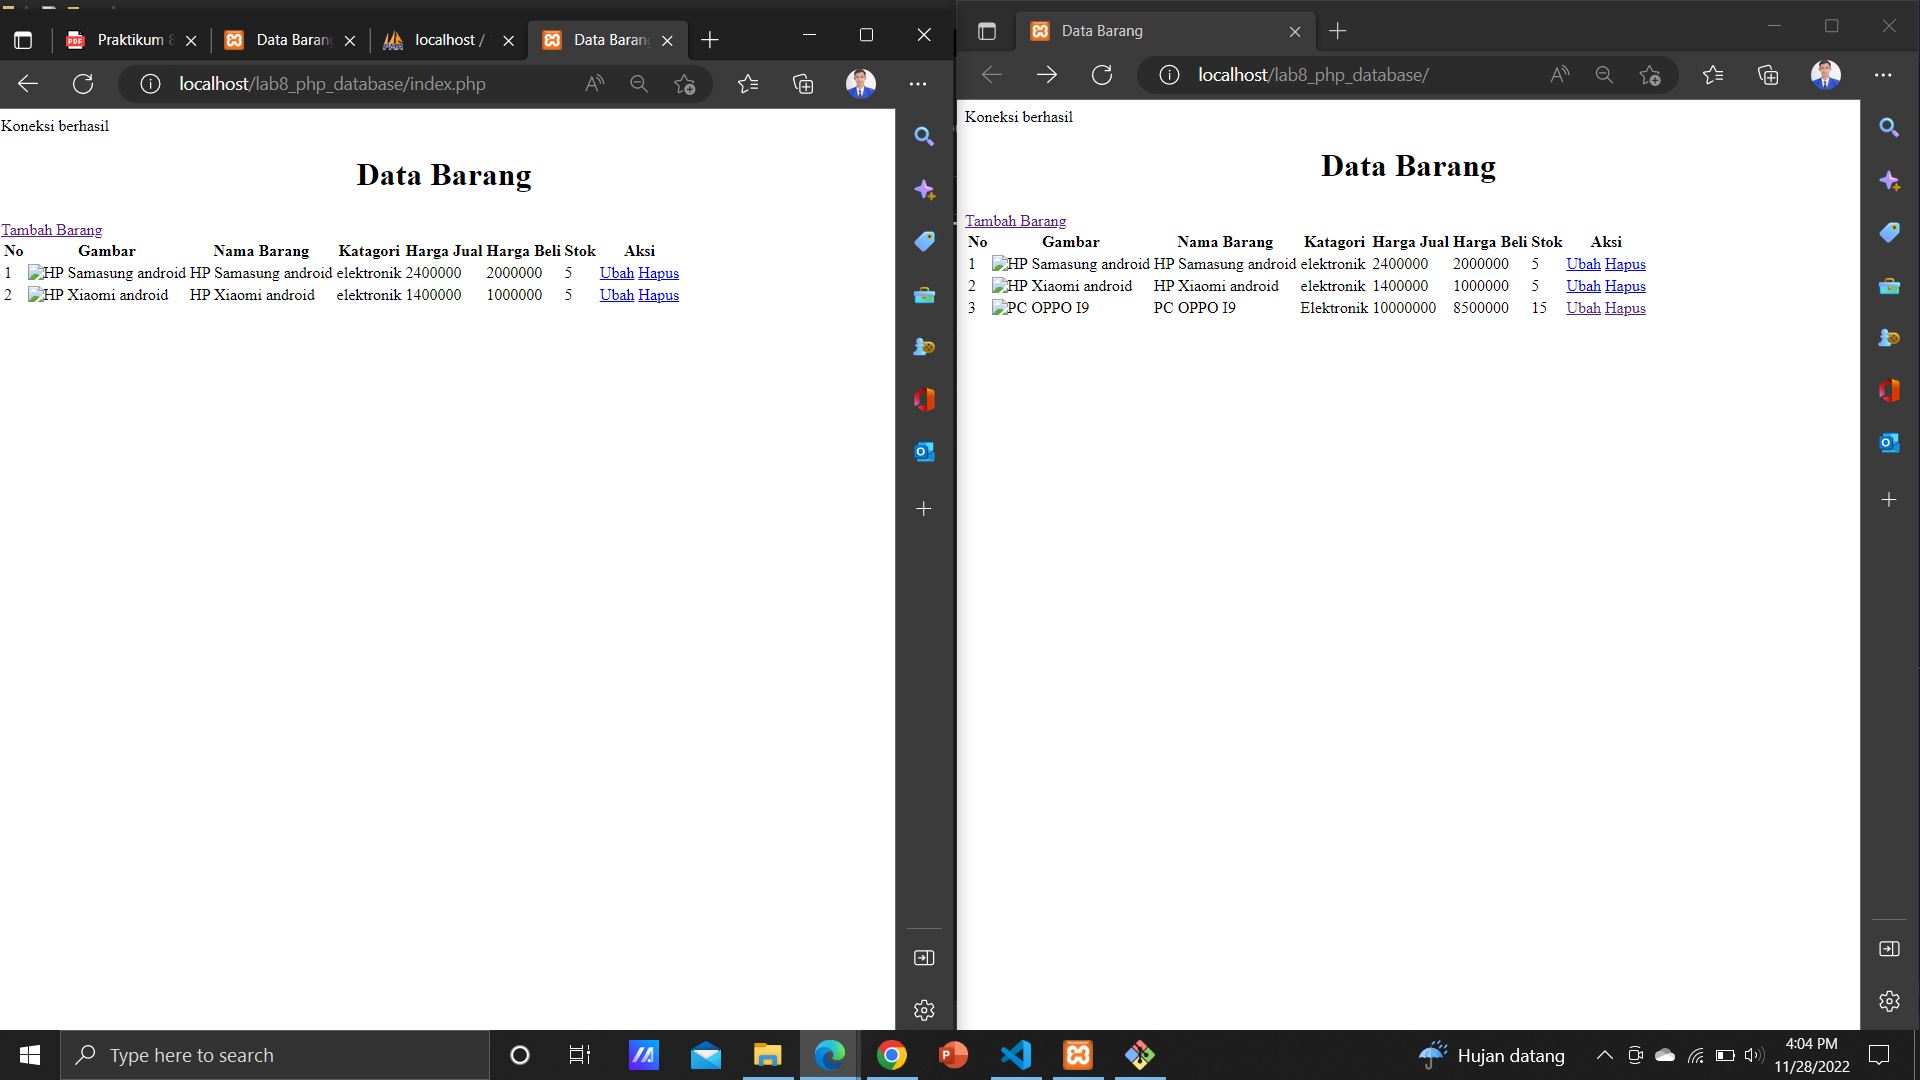 Praktikum 8
Data Baran
localhost /
Data Baran
localhost/lab8_php_database/index.php
Koneksi berhasil
Data Barang
Tambah Barang
No Gambar Nama Barang Katagori Harga Jual Harga Beli Stok Aksi
1 HP Samasung android HP Samasung android elektronik 2400000 2000000 5 Ubah Hapus
2 HP Xiaomi android HP Xiaomi android elektronik 1400000 1000000 5 Ubah Hapus
Data Barang
localhost/lab8_php_database/
Koneksi berhasil
Data Barang
Tambah Barang
No Gambar Nama Barang Katagori Harga Jual Harga Beli Stok Aksi
1 HP Samasung android HP Samasung android elektronik 2400000 2000000 5 Ubah Hapus
2 HP Xiaomi android HP Xiaomi android elektronik 1400000 1000000 5 Ubah Hapus
3 PC OPPO I9 PC OPPO I9 Elektronik 10000000 8500000 15 Ubah Hapus
Type here to search
Hujan datang
4:04 PM
11/28/2022